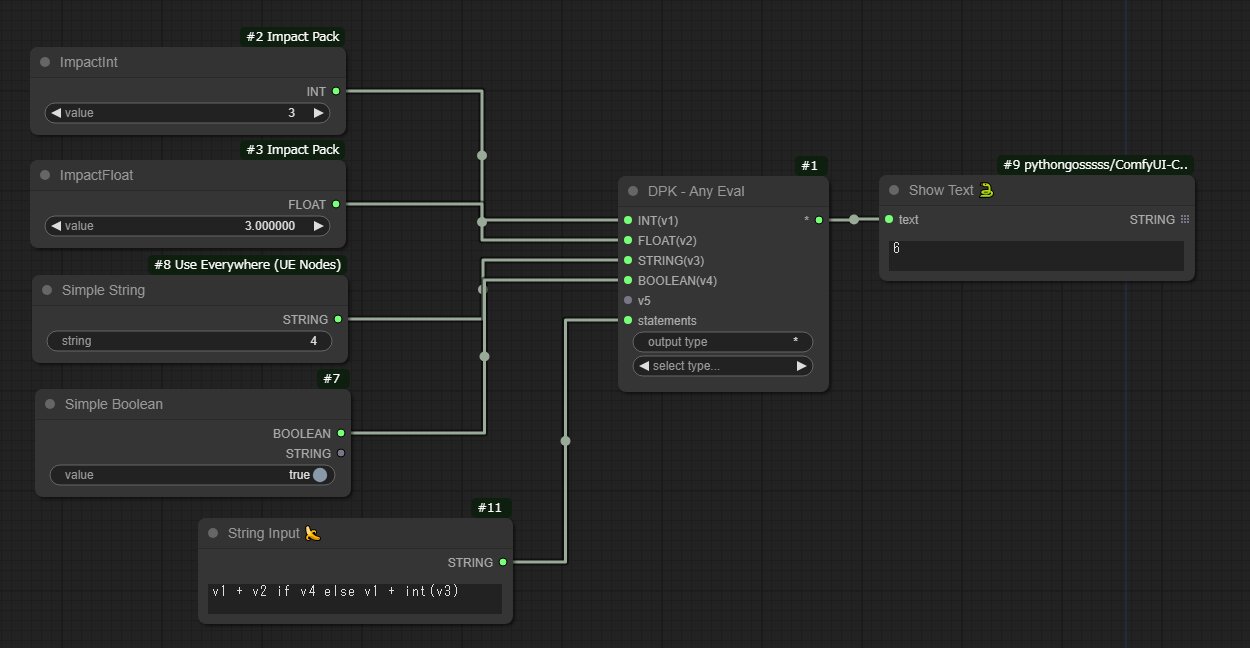 #2 Impact Pack
ImpactInt
INT
value 3
#3 Impact Pack
ImpactFloat
FLOAT
value 3.000000
#8 Use Everywhere (UE Nodes)
Simple String
STRING
string 4
#7
Simple Boolean
BOOLEAN
STRING
value true
#11
String Input
STRING
v1 + v2 if v4 else v1 + int(v3)
#1
DPK - Any Eval
INT(v1) *
FLOAT(v2)
STRING(v3)
BOOLEAN(v4)
v5
statements
output type *
select type...
#9 pythongosssss/ComfyUI-C..
Show Text
text STRING
6